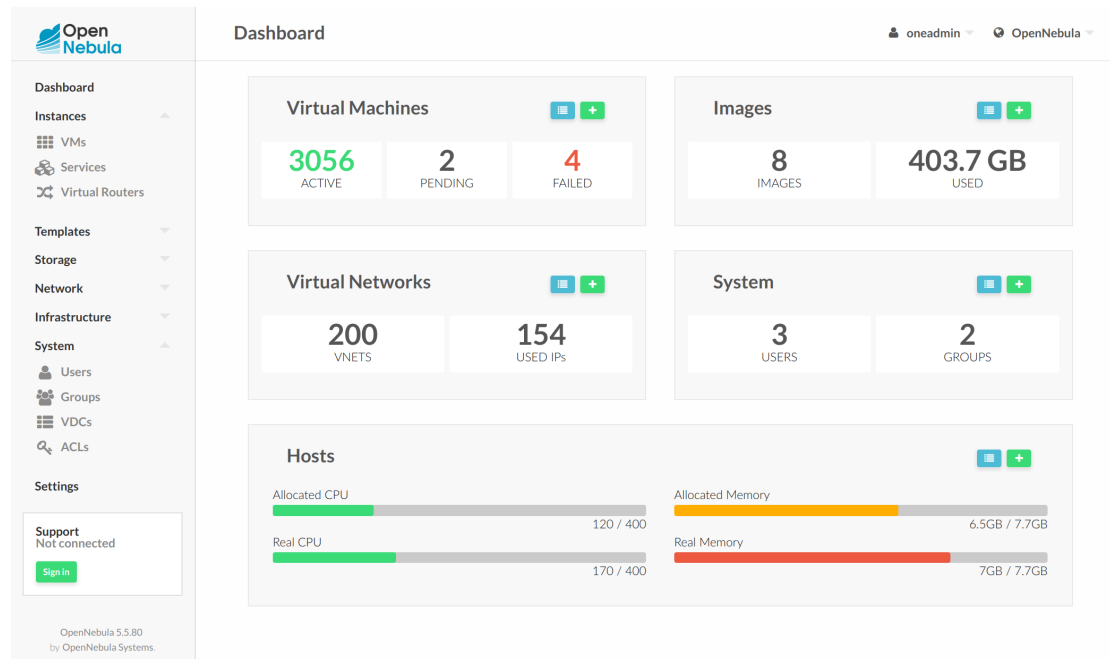 Open
Nebula
Dashboard
oneadmin
OpenNebula
Dashboard
Instances
VMs
Services
Virtual Routers
Templates
Storage
Network
Infrastructure
System
Users
Groups
VDCs
ACLs
Settings
Support
Not connected
Sign in
OpenNebula 5.5.80
by OpenNebula Systems.
Virtual Machines
3056
ACTIVE
2
PENDING
4
FAILED
Images
8
IMAGES
403.7 GB
USED
Virtual Networks
200
VNETS
154
USED IPs
System
3
USERS
2
GROUPS
Hosts
Allocated CPU
120 / 400
Real CPU
170 / 400
Allocated Memory
6.5GB / 7.7GB
Real Memory
7GB / 7.7GB